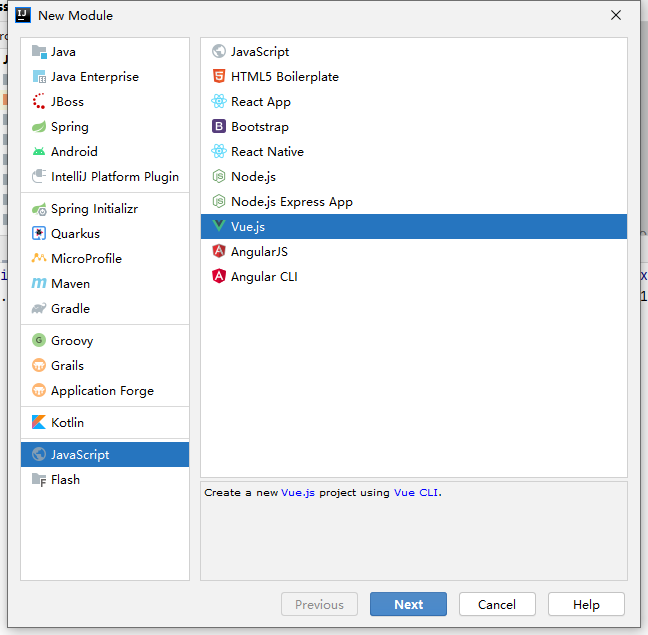 New Module
Java
Java Enterprise
JBoss
Spring
Android
IntelliJ Platform Plugin
Spring Initializr
Quarkus
MicroProfile
Maven
Gradle
Groovy
Grails
Application Forge
Kotlin
JavaScript
Flash
JavaScript
HTML5 Boilerplate
React App
Bootstrap
React Native
Node.js
Node.js Express App
Vue.js
AngularJS
Angular CLI
Create a new Vue.js project using Vue CLI.
Previous
Next
Cancel
Help